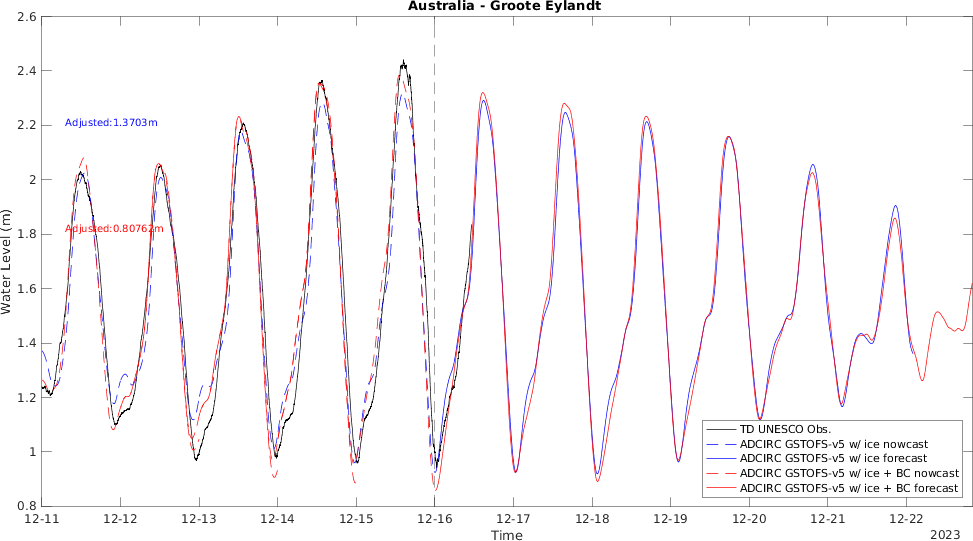 Australia - Groote Eylandt
2.6
2.4
2.2
2
1.8
1.6
1.4
1.2
1
0.8
Water Level (m)
Adjusted:1.3703m
Adjusted:0.80762m
TD UNESCO Obs.
ADCIRC GSTOFS-v5 w/ ice nowcast
ADCIRC GSTOFS-v5 w/ ice forecast
ADCIRC GSTOFS-v5 w/ ice + BC nowcast
ADCIRC GSTOFS-v5 w/ ice + BC forecast
12-11 12-12 12-13 12-14 12-15 12-16 12-17 12-18 12-19 12-20 12-21 12-22
Time
2023